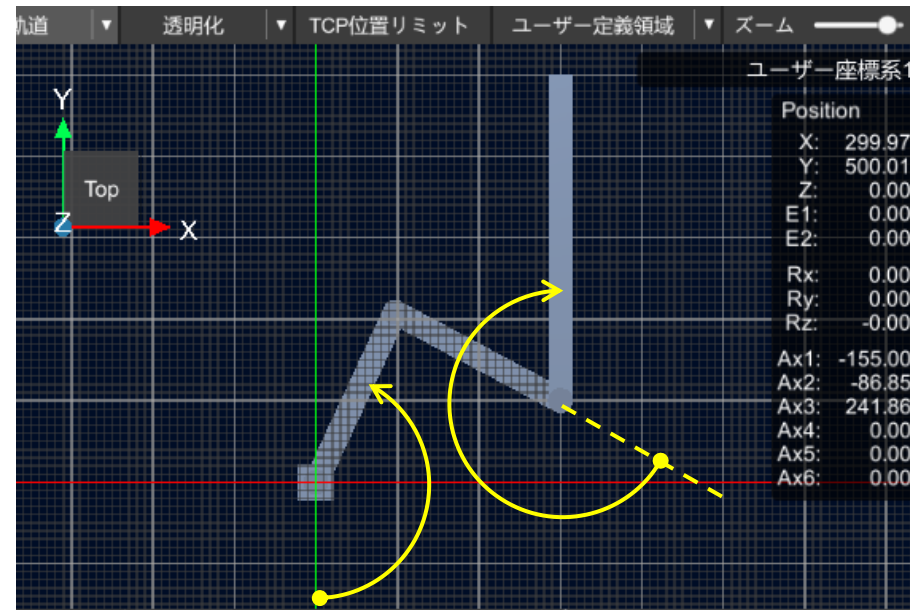 軌道 ▼ 透明化 ▼ TCP位置リミット ユーザー定義領域 ▼ ズーム
ユーザー座標系1
Y
Top
Z
X
Position
X: 299.97
Y: 500.01
Z: 0.00
E1: 0.00
E2: 0.00
Rx: 0.00
Ry: 0.00
Rz: -0.00
Ax1: -155.00
Ax2: -86.85
Ax3: 241.86
Ax4: 0.00
Ax5: 0.00
Ax6: 0.00